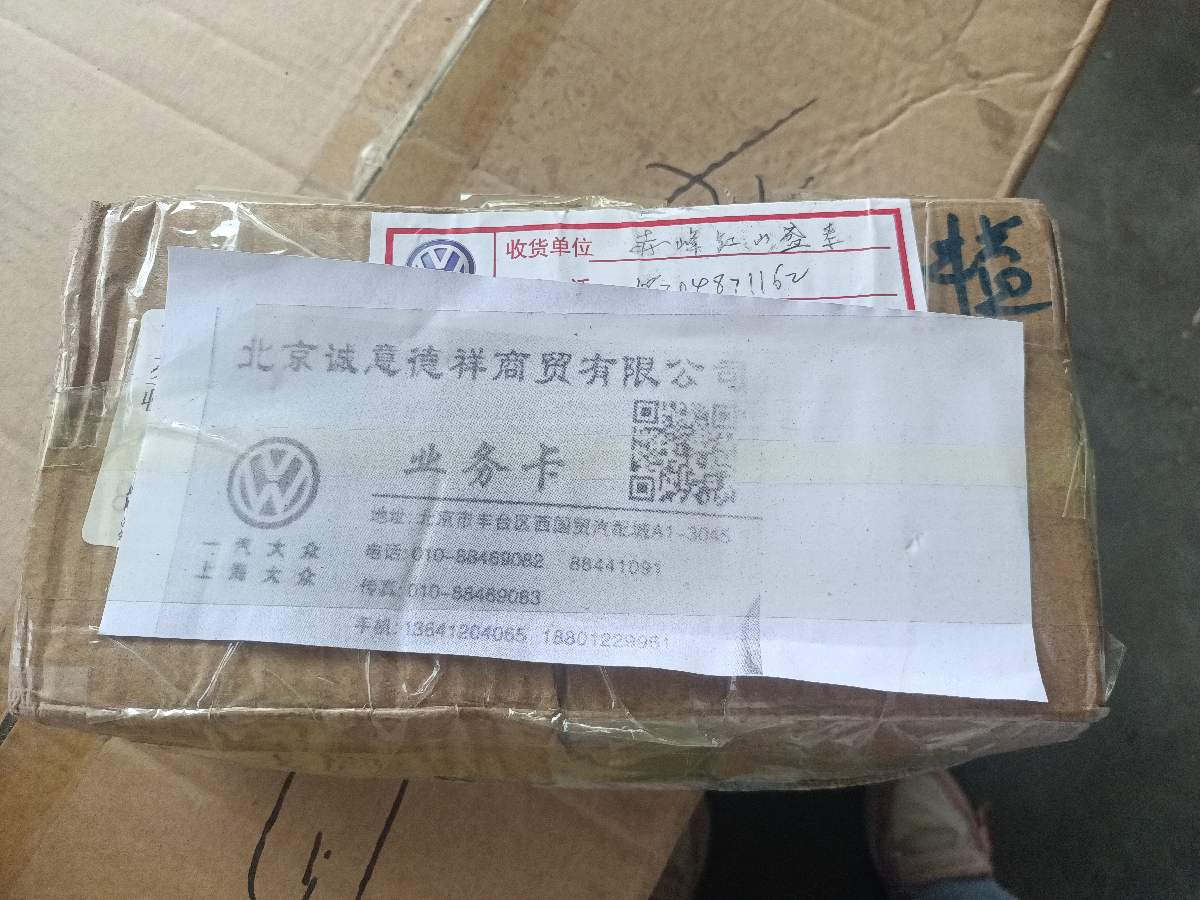 收货单位 赤峰红山
04871162
北京诚意德祥商贸有限公司
业务卡
地址:北京市丰台区西国贸汽配城A1-3045
一汽大众
上海大众
电话:010-88469082 88441091
传真:010-88469083
手机:13641204065 18801229961